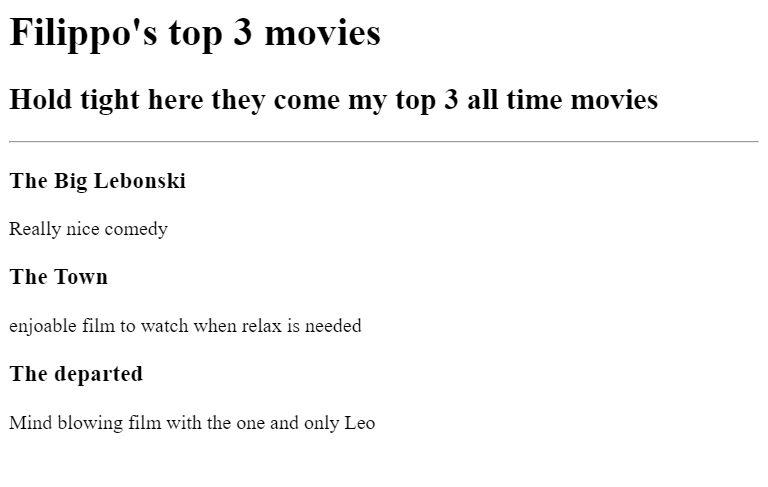 Filippo's top 3 movies
Hold tight here they come my top 3 all time movies
The Big Lebonski
Really nice comedy
The Town
enjoable film to watch when relax is needed
The departed
Mind blowing film with the one and only Leo